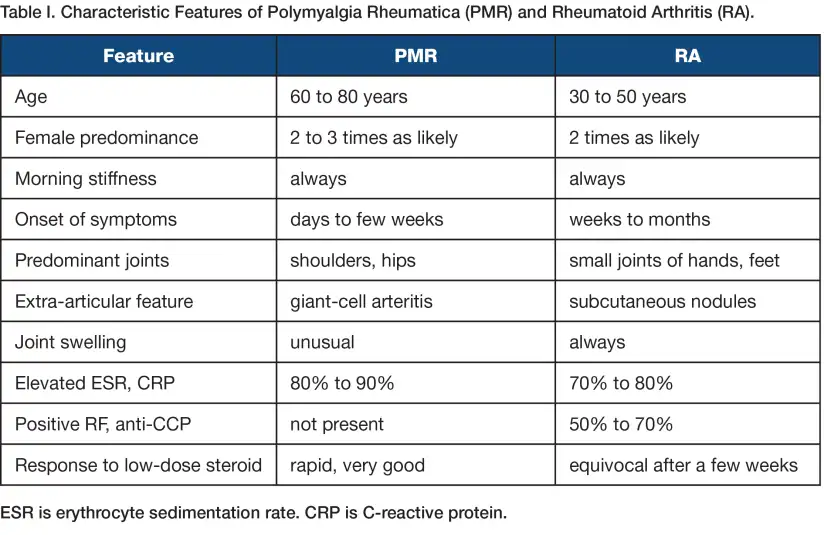 Table I. Characteristic Features of Polymyalgia Rheumatica (PMR) and Rheumatoid Arthritis (RA).
Feature PMR RA
Age 60 to 80 years 30 to 50 years
Female predominance 2 to 3 times as likely 2 times as likely
Morning stiffness always always
Onset of symptoms days to few weeks weeks to months
Predominant joints shoulders, hips small joints of hands, feet
Extra-articular feature giant-cell arteritis subcutaneous nodules
Joint swelling unusual always
Elevated ESR, CRP 80% to 90% 70% to 80%
Positive RF, anti-CCP not present 50% to 70%
Response to low-dose steroid rapid, very good equivocal after a few weeks
ESR is erythrocyte sedimentation rate. CRP is C-reactive protein.